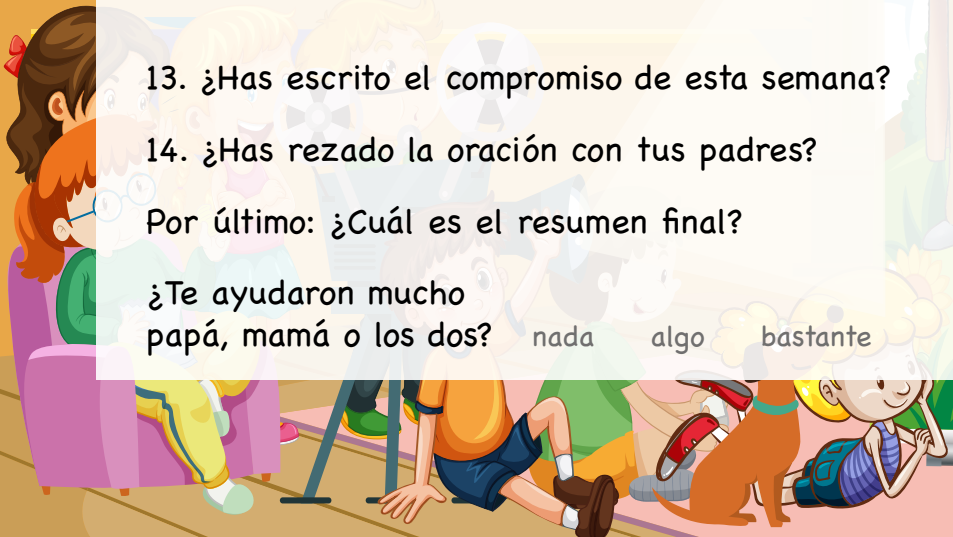 13. ¿Has escrito el compromiso de esta semana?
14. ¿Has rezado la oración con tus padres?
Por último: ¿Cuál es el resumen final?
¿Te ayudaron mucho
papá, mamá o los dos? nada algo bastante